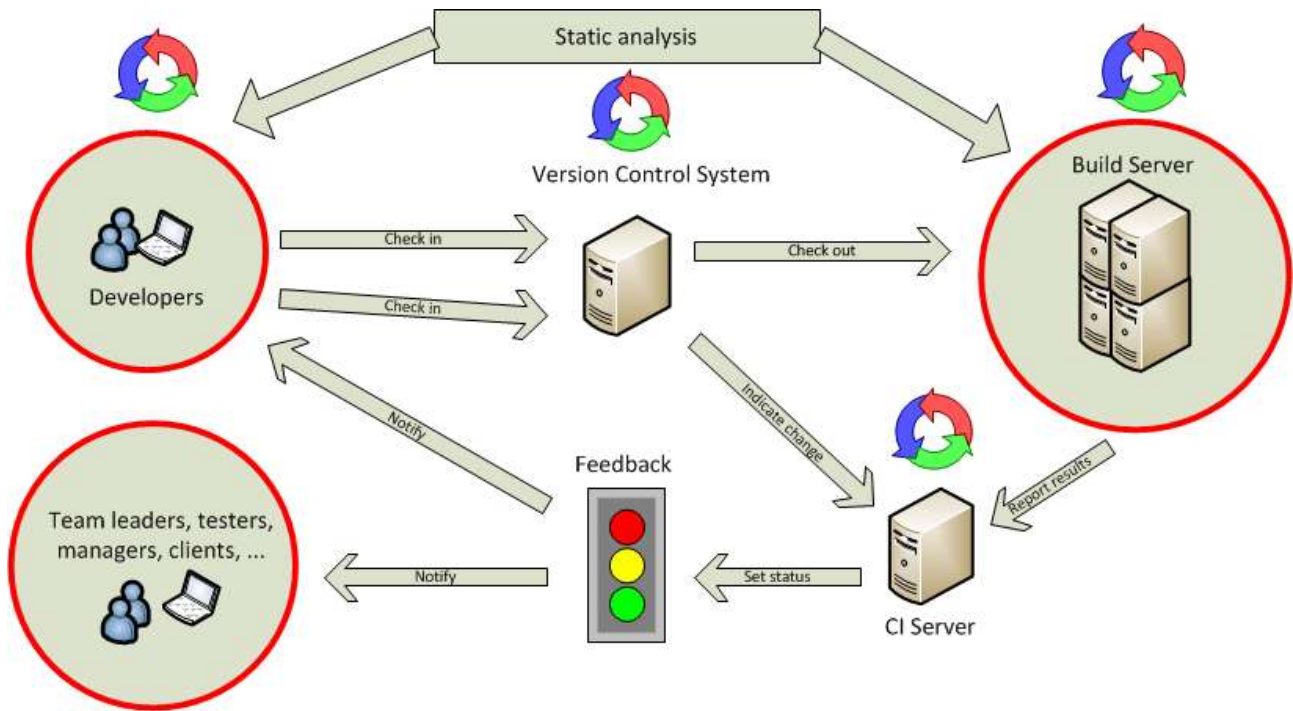 Static analysis
Version Control System
Build Server
Check in
Check out
Developers
Check in
Notify
Indicate change
Feedback
Report results
Team leaders, testers,
managers, clients, ...
Notify
Set status
CI Server